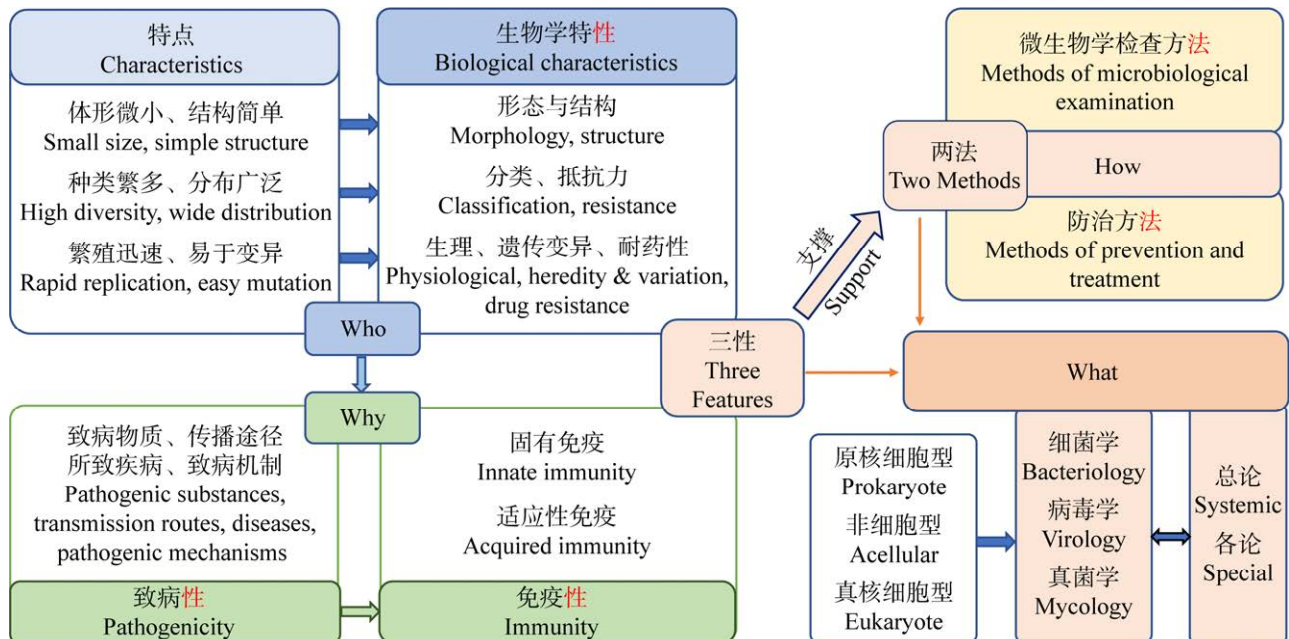 特点
Characteristics
体形微小、结构简单
Small size, simple structure
种类繁多、分布广泛
High diversity, wide distribution
繁殖迅速、易于变异
Rapid replication, easy mutation
生物学特性
Biological characteristics
形态与结构
Morphology, structure
分类、抵抗力
Classification, resistance
生理、遗传变异、耐药性
Physiological, heredity & variation,
drug resistance
Who
Why
致病物质、传播途径
所致疾病、致病机制
Pathogenic substances,
transmission routes, diseases,
pathogenic mechanisms
致病性
Pathogenicity
固有免疫
Innate immunity
适应性免疫
Acquired immunity
免疫性
Immunity
三性
Three
Features
支撑
Support
微生物学检查方法
Methods of microbiological
examination
两法
Two Methods
How
防治方法
Methods of prevention and
treatment
What
原核细胞型
Prokaryote
非细胞型
Acellular
真核细胞型
Eukaryote
细菌学
Bacteriology
病毒学
Virology
真菌学
Mycology
总论
Systemic
各论
Special